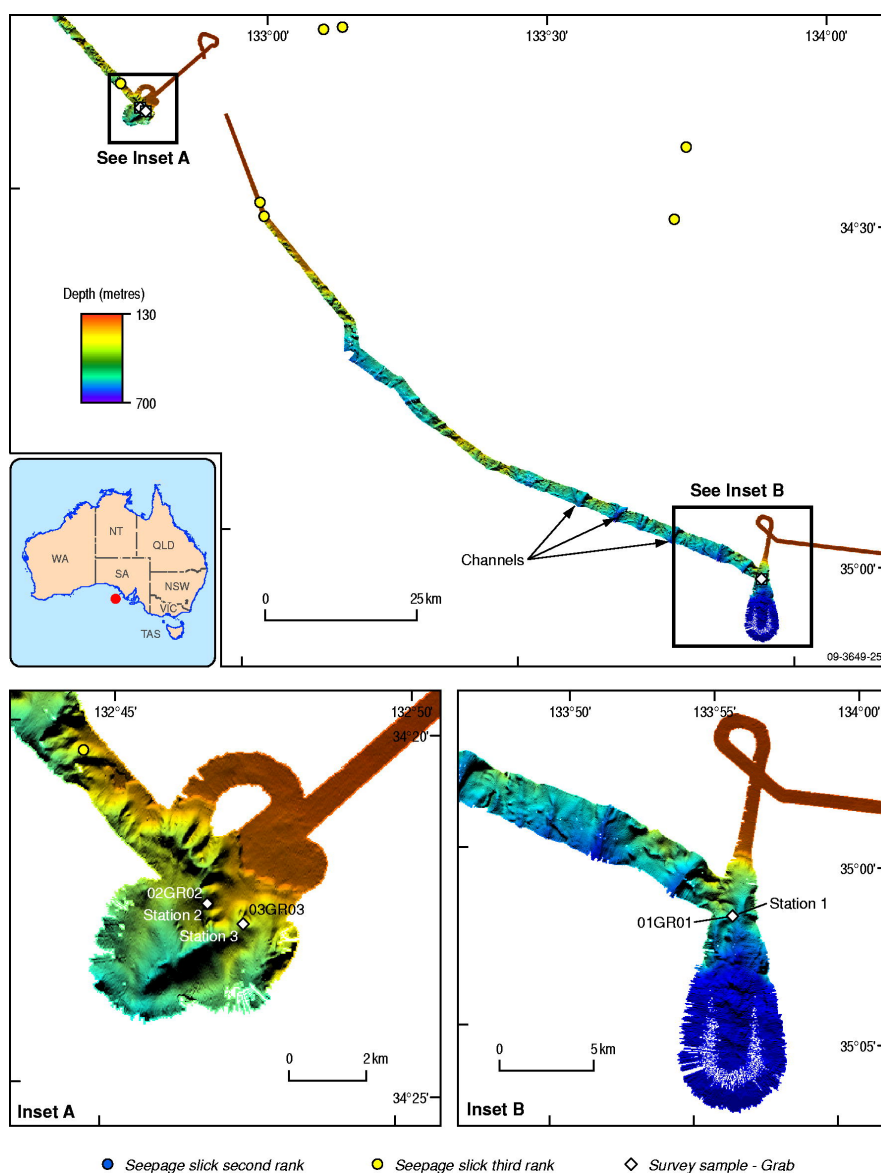 133°00'
133°30'
134°00'
See Inset A
34°30'
Depth (metres)
130
700
See Inset B
Channels
35°00'
0
25 km
09-3649-25
WA
NT
QLD
SA
NSW
VIC
TAS
132°45'
132°50'
34°20'
02GR02
Station 2
03GR03
Station 3
0
2 km
34°25'
Inset A
133°50'
133°55'
134°00'
35°00'
Station 1
01GR01
0
5 km
35°05'
Inset B
Seepage slick second rank
Seepage slick third rank
Survey sample - Grab